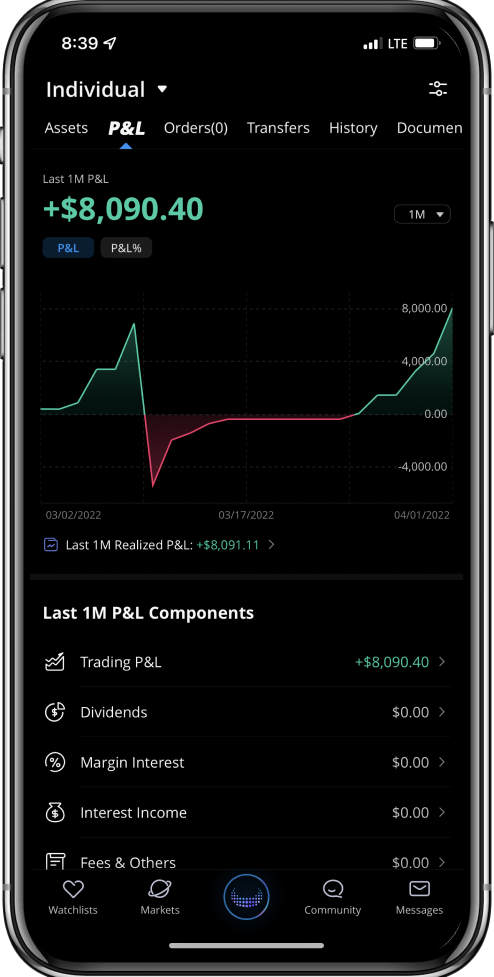 8:39 LTE
Individual
Assets P&L Orders(0) Transfers History Documen
Last 1M P&L
+$8,090.40
1M
P&L P&L%
8,000.00
4,000.00
0.00
-4,000.00
03/02/2022 03/17/2022 04/01/2022
Last 1M Realized P&L: +$8,091.11
Last 1M P&L Components
Trading P&L +$8,090.40
Dividends $0.00
Margin Interest $0.00
Interest Income $0.00
Fees & Others $0.00
Watchlists Markets Community Messages